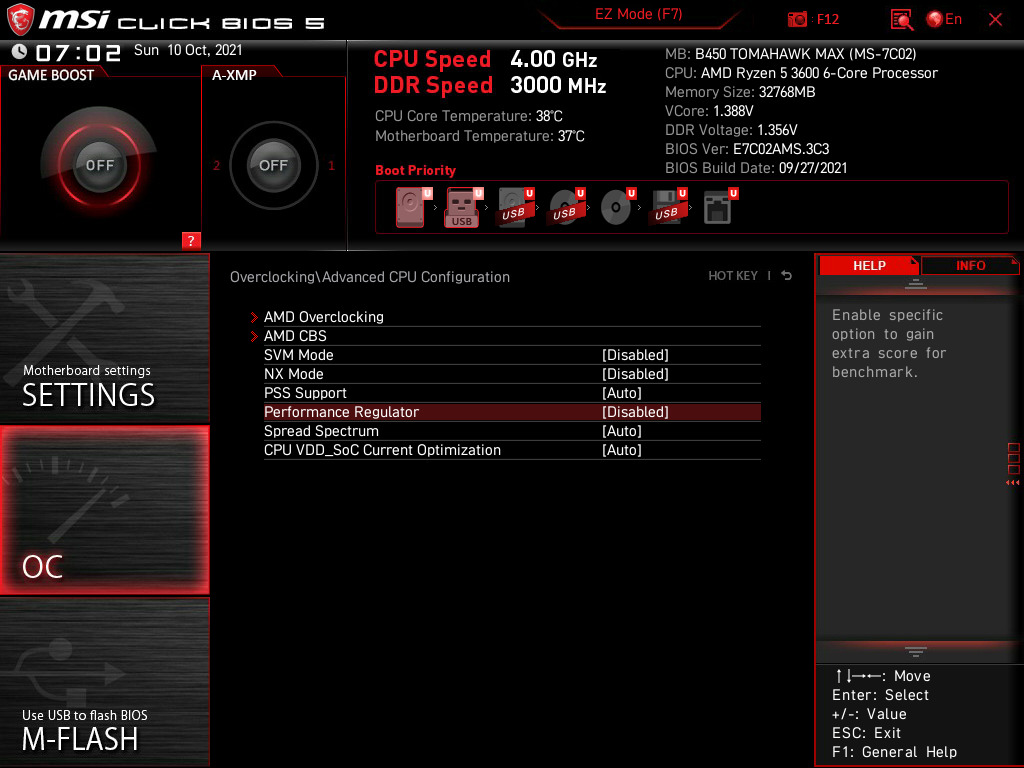 msi CLICK BIOS 5
EZ Mode (F7)
: F12
En
07:02 Sun 10 Oct, 2021
GAME BOOST
OFF
?
A-XMP
2
OFF
1
CPU Speed 4.00 GHz
DDR Speed 3000 MHz
CPU Core Temperature: 38°C
Motherboard Temperature: 37°C
MB: B450 TOMAHAWK MAX (MS-7C02)
CPU: AMD Ryzen 5 3600 6-Core Processor
Memory Size: 32768MB
VCore: 1.388V
DDR Voltage: 1.356V
BIOS Ver: E7C02AMS.3C3
BIOS Build Date: 09/27/2021
Boot Priority
U U U U U U U
USB USB USB USB
Motherboard settings
SETTINGS
OC
Use USB to flash BIOS
M-FLASH
Overclocking\Advanced CPU Configuration
HOT KEY |
AMD Overclocking
AMD CBS
SVM Mode [Disabled]
NX Mode [Disabled]
PSS Support [Auto]
Performance Regulator [Disabled]
Spread Spectrum [Auto]
CPU VDD_SoC Current Optimization [Auto]
HELP INFO
Enable specific
option to gain
extra score for
benchmark.
↑↓→←: Move
Enter: Select
+/-: Value
ESC: Exit
F1: General Help